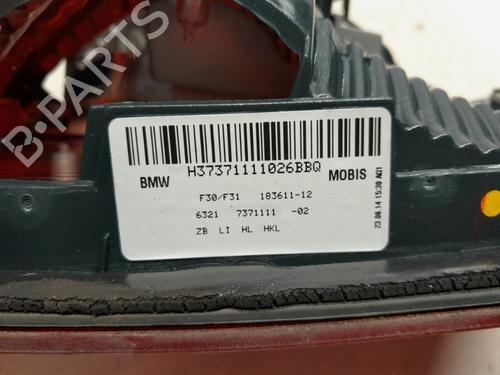 B-PARTS
H37371111026BBQ
BMW MOBIS
F30/F31 183611-12
6321 7371111 -02
ZB LI HL HKL
23.06.14 15:38 A01